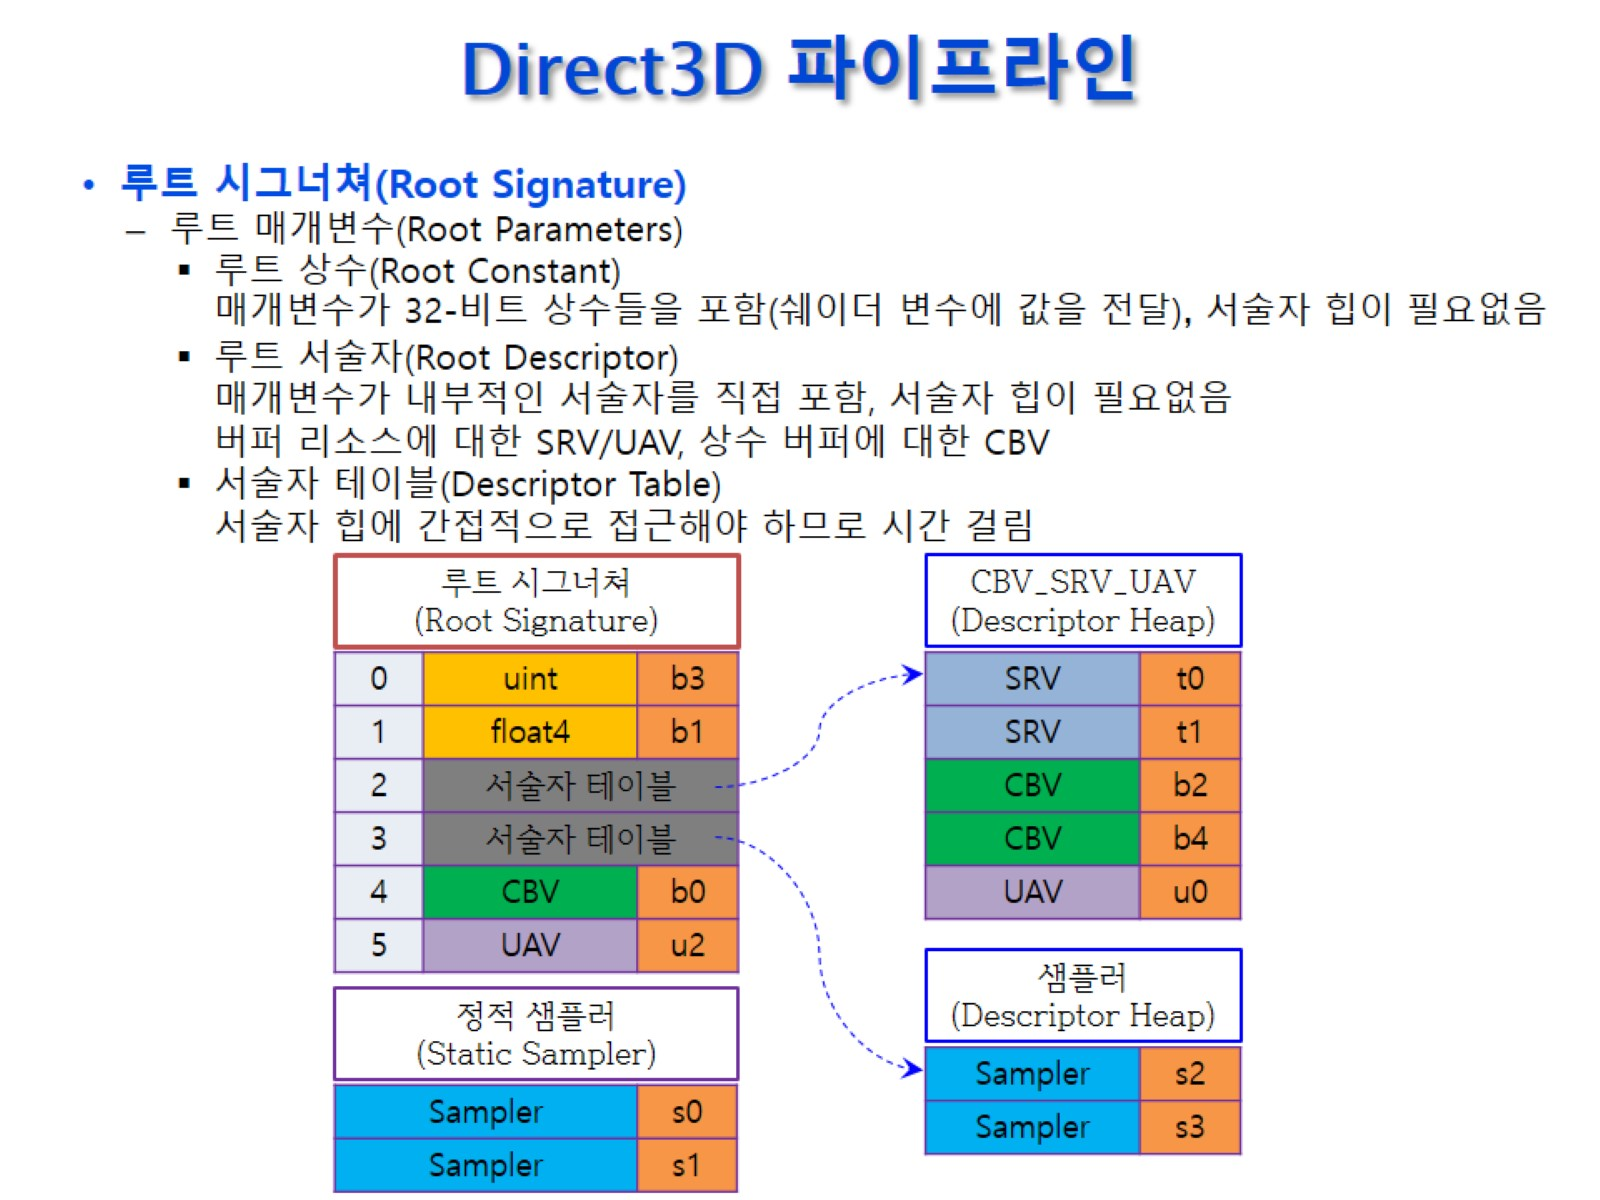 Direct3D 파이프라인
• 루트 시그너쳐(Root Signature)
– 루트 매개변수(Root Parameters)
▪ 루트 상수(Root Constant)
매개변수가 32-비트 상수들을 포함(쉐이더 변수에 값을 전달), 서술자 힙이 필요없음
▪ 루트 서술자(Root Descriptor)
매개변수가 내부적인 서술자를 직접 포함, 서술자 힙이 필요없음
버퍼 리소스에 대한 SRV/UAV, 상수 버퍼에 대한 CBV
▪ 서술자 테이블(Descriptor Table)
서술자 힙에 간접적으로 접근해야 하므로 시간 걸림
루트 시그너쳐
(Root Signature)
0 uint b3
1 float4 b1
2 서술자 테이블
3 서술자 테이블
4 CBV b0
5 UAV u2
정적 샘플러
(Static Sampler)
Sampler s0
Sampler s1
CBV_SRV_UAV
(Descriptor Heap)
SRV t0
SRV t1
CBV b2
CBV b4
UAV u0
샘플러
(Descriptor Heap)
Sampler s2
Sampler s3